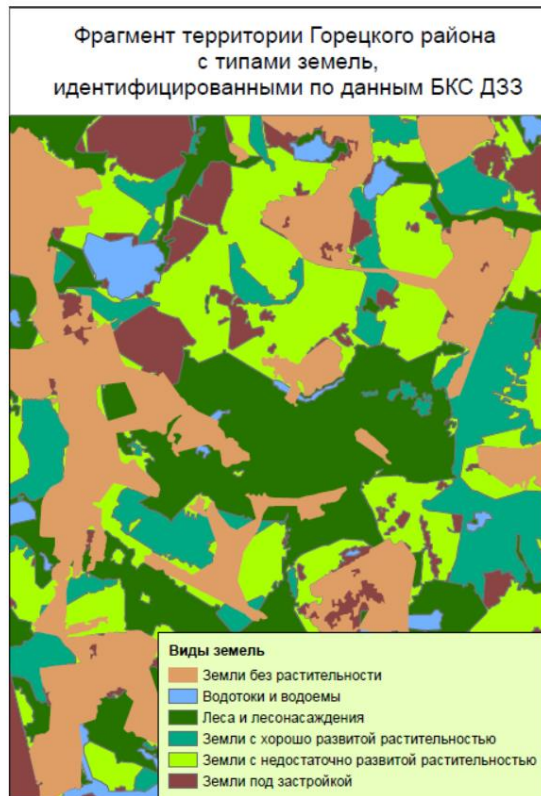 Фрагмент территории Горецкого района
с типами земель,
идентифицированными по данным БКС ДЗЗ
Виды земель
Земли без растительности
Водотоки и водоемы
Леса и лесонасаждения
Земли с хорошо развитой растительностью
Земли с недостаточно развитой растительностью
Земли под застройкой